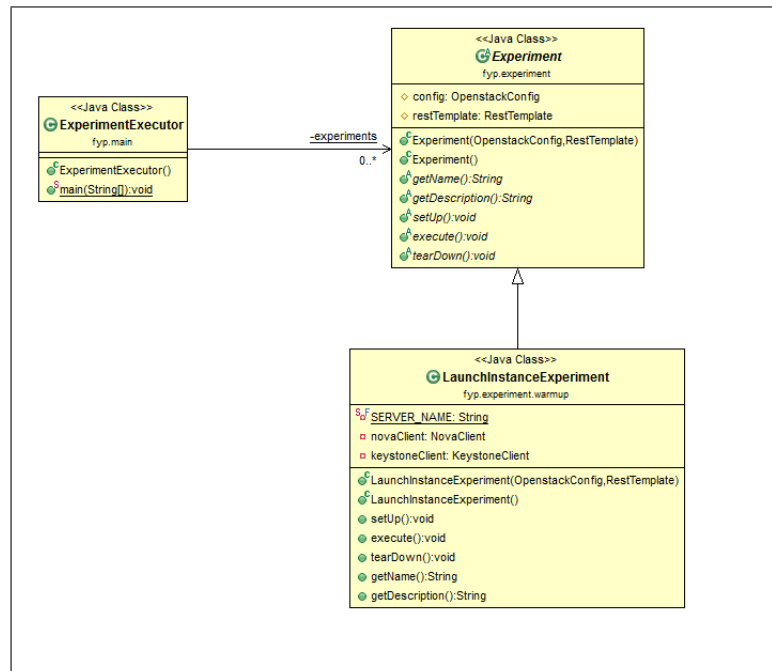 <<Java Class>>
Experiment
fyp.experiment
config: OpenstackConfig
restTemplate: RestTemplate
Experiment(OpenstackConfig,RestTemplate)
Experiment()
getName():String
getDescription():String
setUp():void
execute():void
tearDown():void
<<Java Class>>
ExperimentExecutor
fyp.main
ExperimentExecutor()
main(String[]):void
-experiments
0..*
<<Java Class>>
LaunchInstanceExperiment
fyp.experiment.warmup
SERVER_NAME: String
novaClient: NovaClient
keystoneClient: KeystoneClient
LaunchInstanceExperiment(OpenstackConfig,RestTemplate)
LaunchInstanceExperiment()
setUp():void
execute():void
tearDown():void
getName():String
getDescription():String